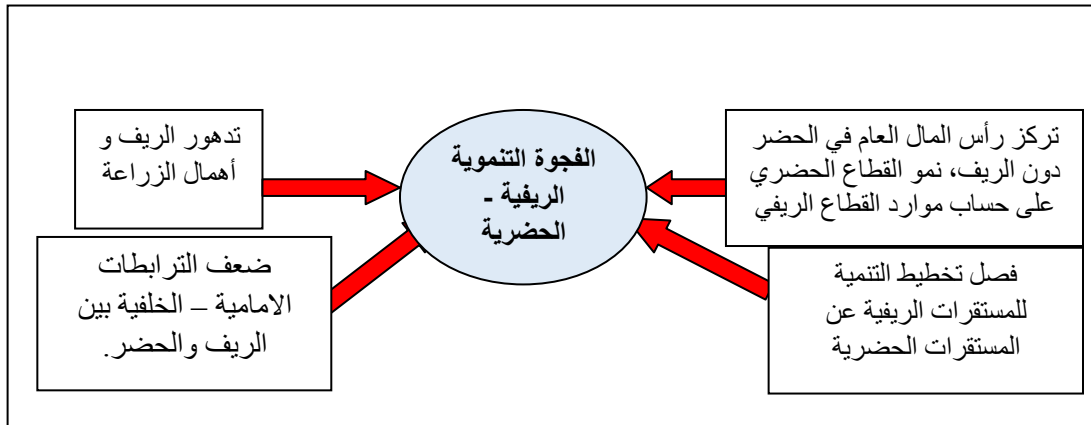 تركز رأس المال العام في الحضر
دون الريف، نمو القطاع الحضري
على حساب موارد القطاع الريفي
فصل تخطيط التنمية
للمستقرات الريفية عن
المستقرات الحضرية
الفجوة التنموية
الريفية -
الحضرية
تدهور الريف و
أهمال الزراعة
ضعف الترابطات
الامامية – الخلفية بين
الريف والحضر.